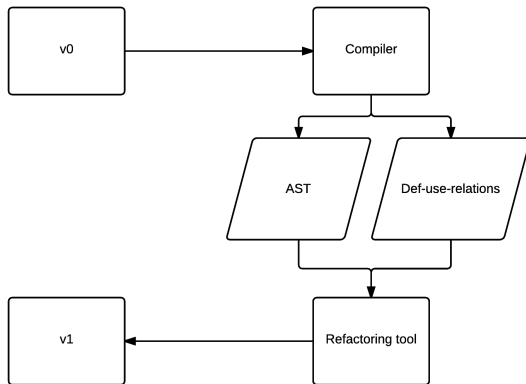 v0
Compiler
AST
Def-use-relations
v1
Refactoring tool